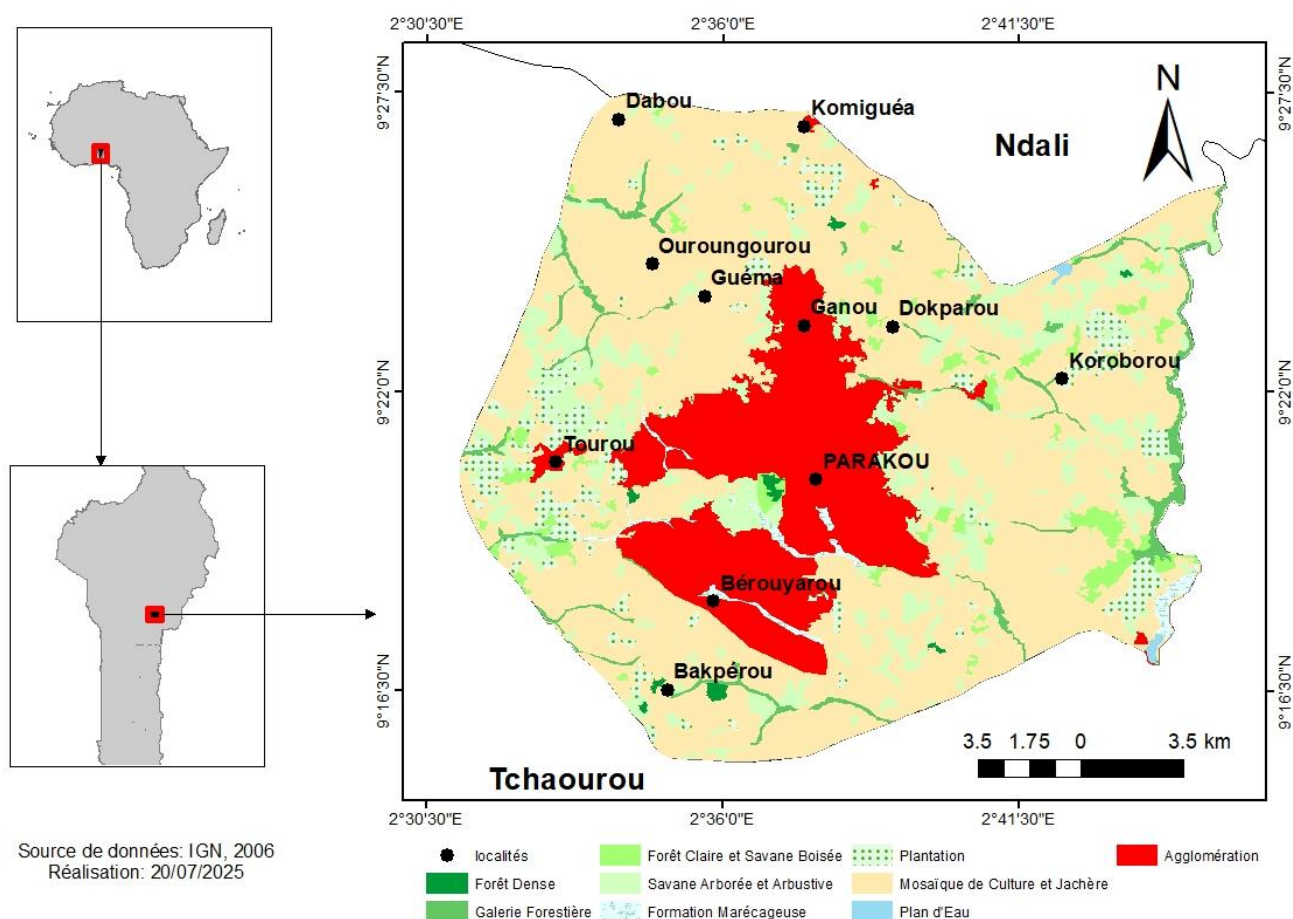 2°30'30"E 2°36'0"E 2°41'30"E
9°27'30"N 9°27'30"N
Dabou
Komiguéa
Ndali
N
Ouroungourou
Guéma
Ganou
Dokparou
Koroborou
9°22'0"N 9°22'0"N
Tourou
PARAKOU
Bérouyarou
Bakpérou
9°16'30"N 9°16'30"N
3.5 1.75 0 3.5 km
Tchaourou
2°30'30"E 2°36'0"E 2°41'30"E
Source de données: IGN, 2006
Réalisation: 20/07/2025
localités
Forêt Dense
Galerie Forestière
Forêt Claire et Savane Boisée
Savane Arborée et Arbustive
Formation Marécageuse
Plantation
Mosaïque de Culture et Jachère
Plan d'Eau
Agglomération